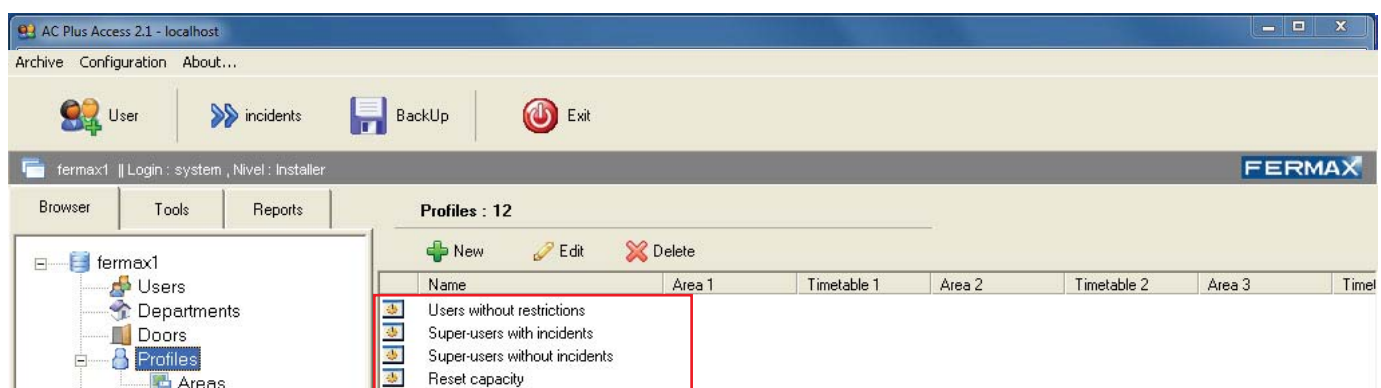 AC Plus Access 2.1 - localhost
Archive Configuration About...
User incidents BackUp Exit
fermax1 || Login : system , Nivel : Installer FERMAX
Browser Tools Reports Profiles : 12
New Edit Delete
fermax1
Users
Departments
Doors
Profiles
Areas
Name Area 1 Timetable 1 Area 2 Timetable 2 Area 3
Users without restrictions
Super-users with incidents
Super-users without incidents
Reset capacity